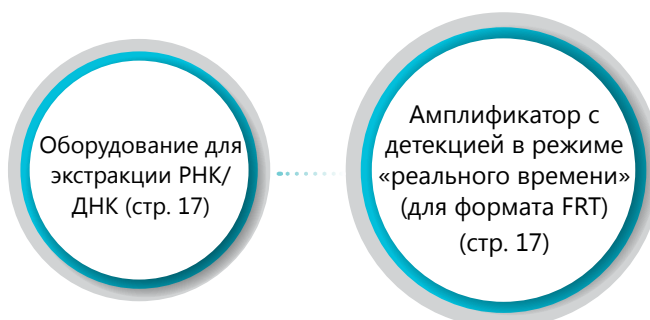 Оборудование для
экстракции РНК/
ДНК (стр. 17)
Амплификатор с
детекцией в режиме
«реального времени»
(для формата FRT)
(стр. 17)